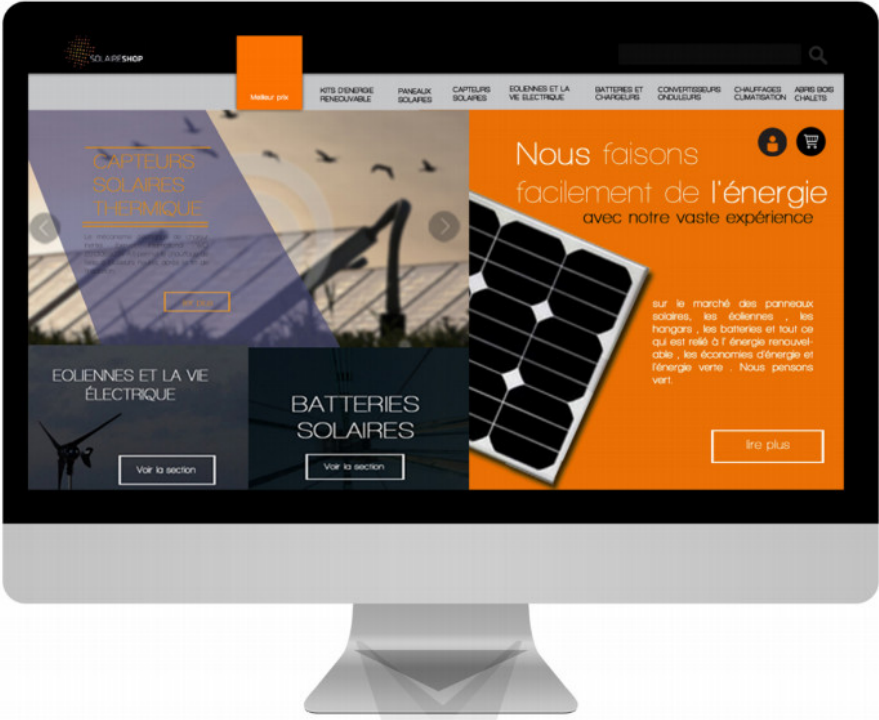 SOLAIRESHOP
Meilleur prix
KITS D'ENERGIE
RENEOUVABLE
PANEAUX
SOLAIRES
CAPTEURS
SOLAIRES
EOLIENNES ET LA
VIE ELECTRIQUE
BATTERIES ET
CHARGEURS
CONVERTISSEURS
ONDULEURS
CHAUFFAGES
CLIMATISATION
ABRIS BOIS
CHALETS
CAPTEURS
SOLAIRES
THERMIQUE
lire plus
EOLIENNES ET LA VIE
ÉLECTRIQUE
Voir la section
BATTERIES
SOLAIRES
Voir la section
Nous faisons
facilement de l'énergie
avec notre vaste expérience
sur le marché des panneaux
solaires, les éoliennes , les
hangars , les batteries et tout ce
qui est relié à l' énergie renouvel-
able , les économies d'énergie et
l'énergie verte . Nous pensons
vert.
lire plus